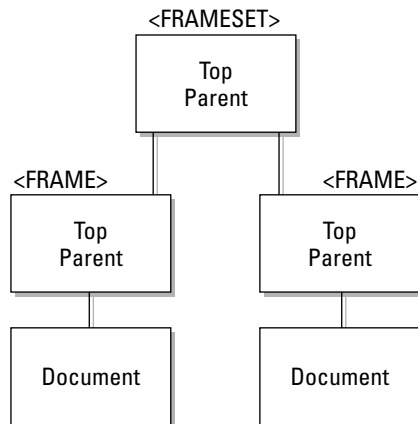 <FRAMESET>
Top
Parent
<FRAME>
<FRAME>
Top
Parent
Top
Parent
Document
Document